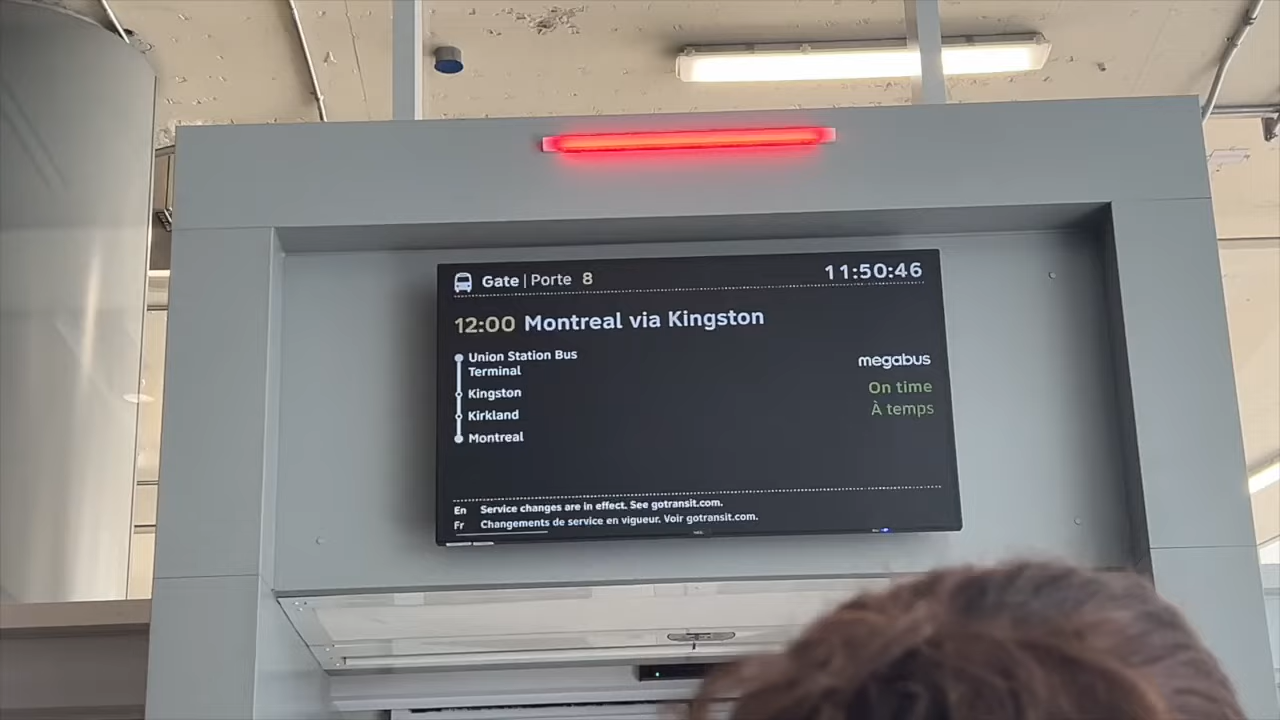 Gate | Porte 8 11:50:46
12:00 Montreal via Kingston
Union Station Bus
Terminal
megabus
Kingston
On time
Kirkland
À temps
Montreal
En Service changes are in effect. See gotransit.com.
Fr Changements de service en vigueur. Voir gotransit.com.